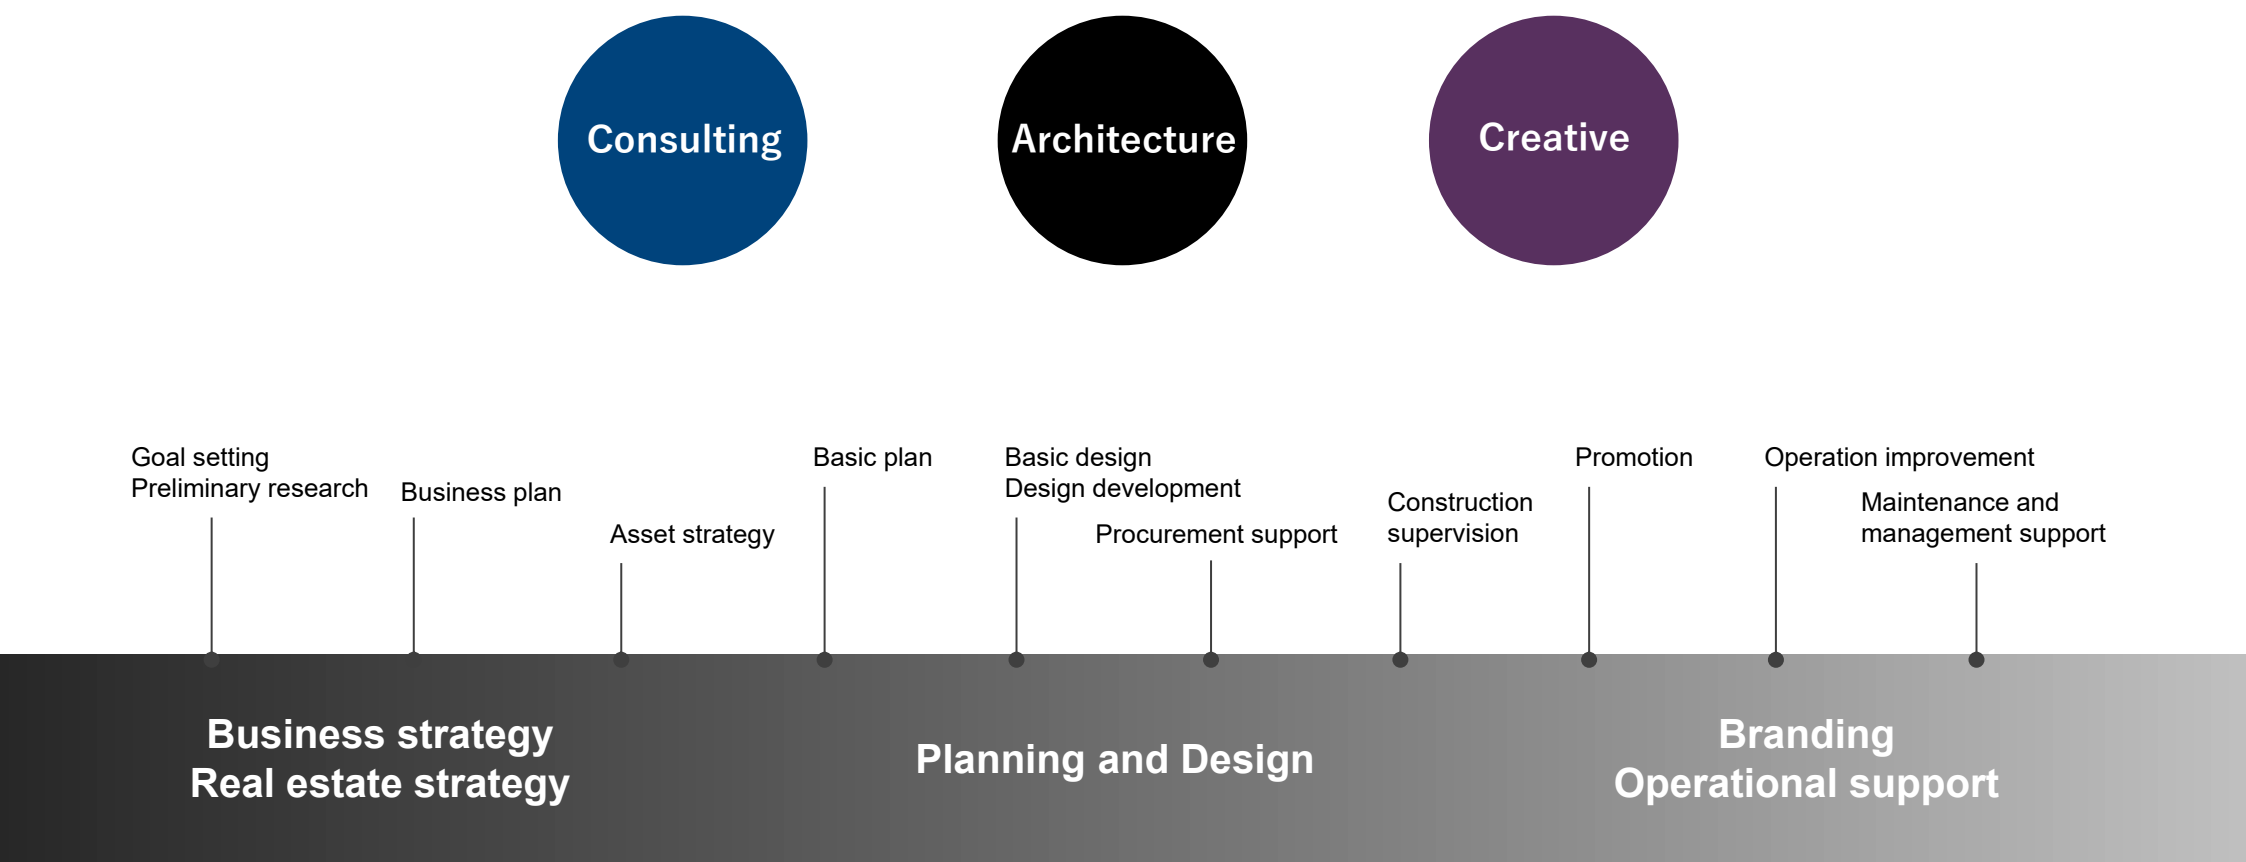 Consulting
Architecture
Creative
Goal setting
Preliminary research
Business plan
Asset strategy
Basic plan
Basic design
Design development
Procurement support
Construction
supervision
Promotion
Operation improvement
Maintenance and
management support
Business strategy
Real estate strategy
Planning and Design
Branding
Operational support